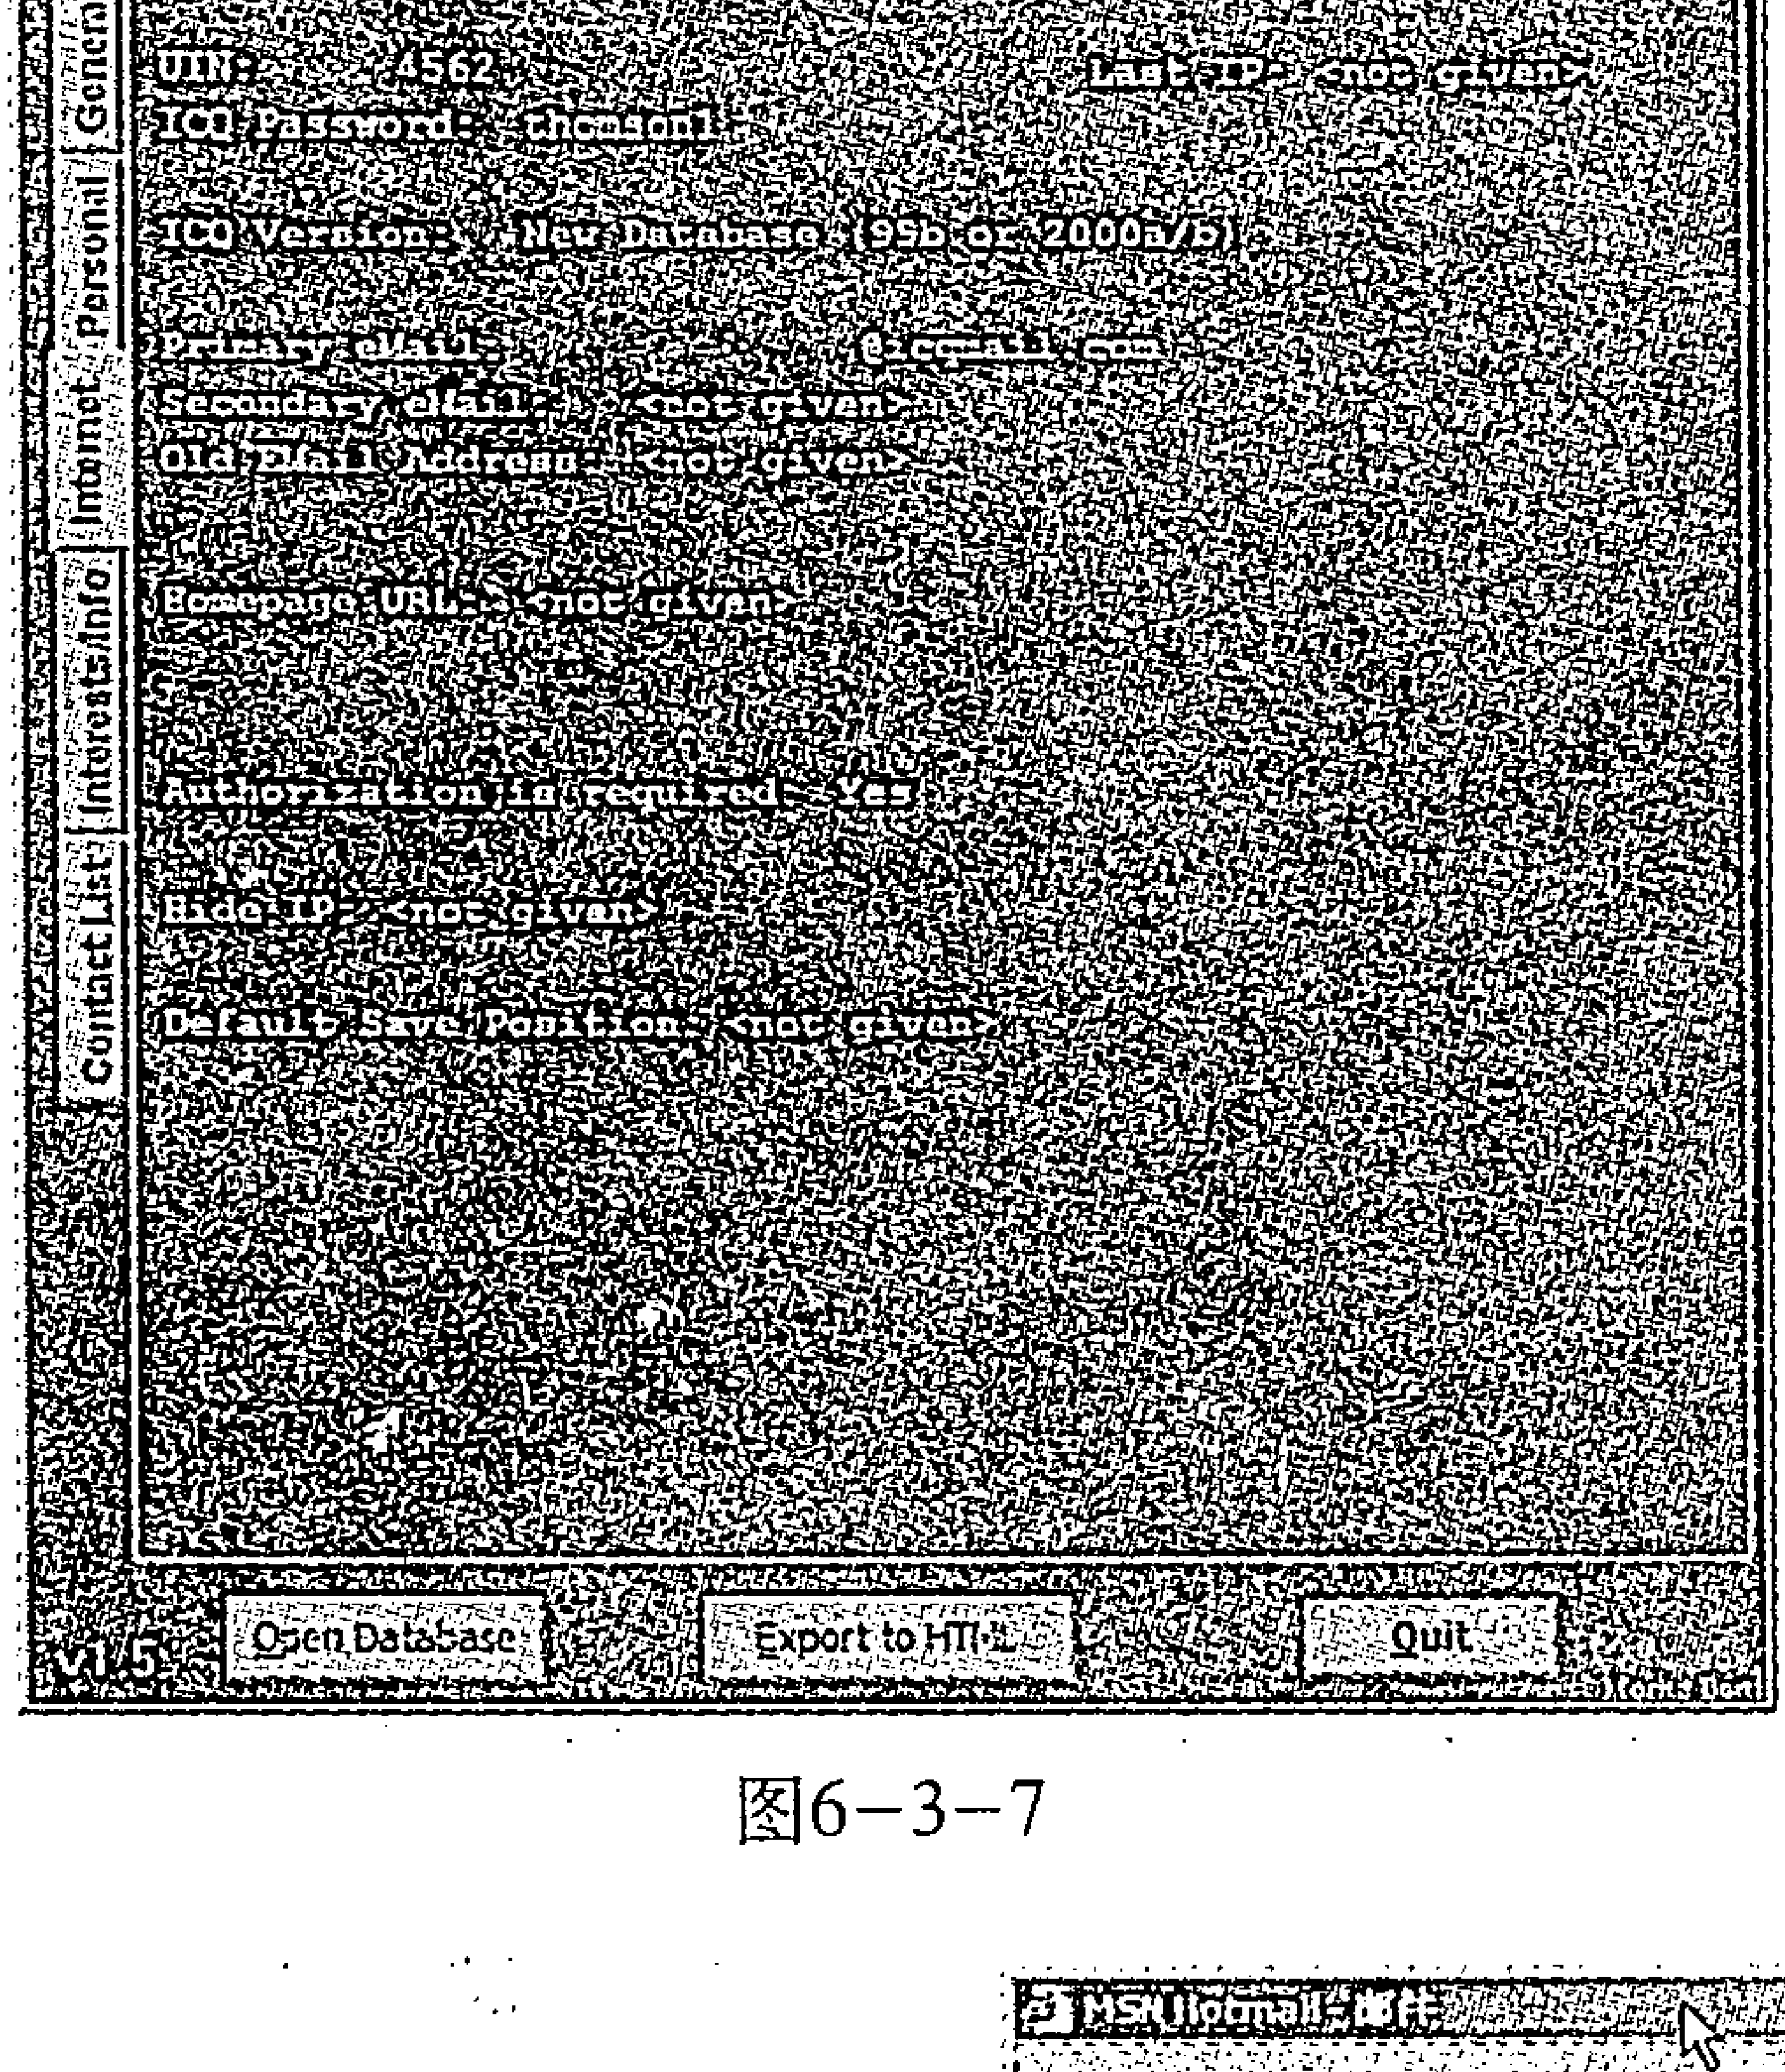 UIN: 4562 Last IP: <not given>
ICQ Password: thomson1
ICQ Version: New Database (99b or 2000a/b)
Primary eMail: @icqmail.com
Secondary eMail: <not given>
Old EMail Address: <not given>
Homepage URL: <not given>
Authorization is required: Yes
Hide IP: <not given>
Default Save Position: <not given>
Personal
Internet
Interests/Info
Contact List
v1.5
Open Database
Export to HTML
Quit
图6-3-7
MSN Hotmail -